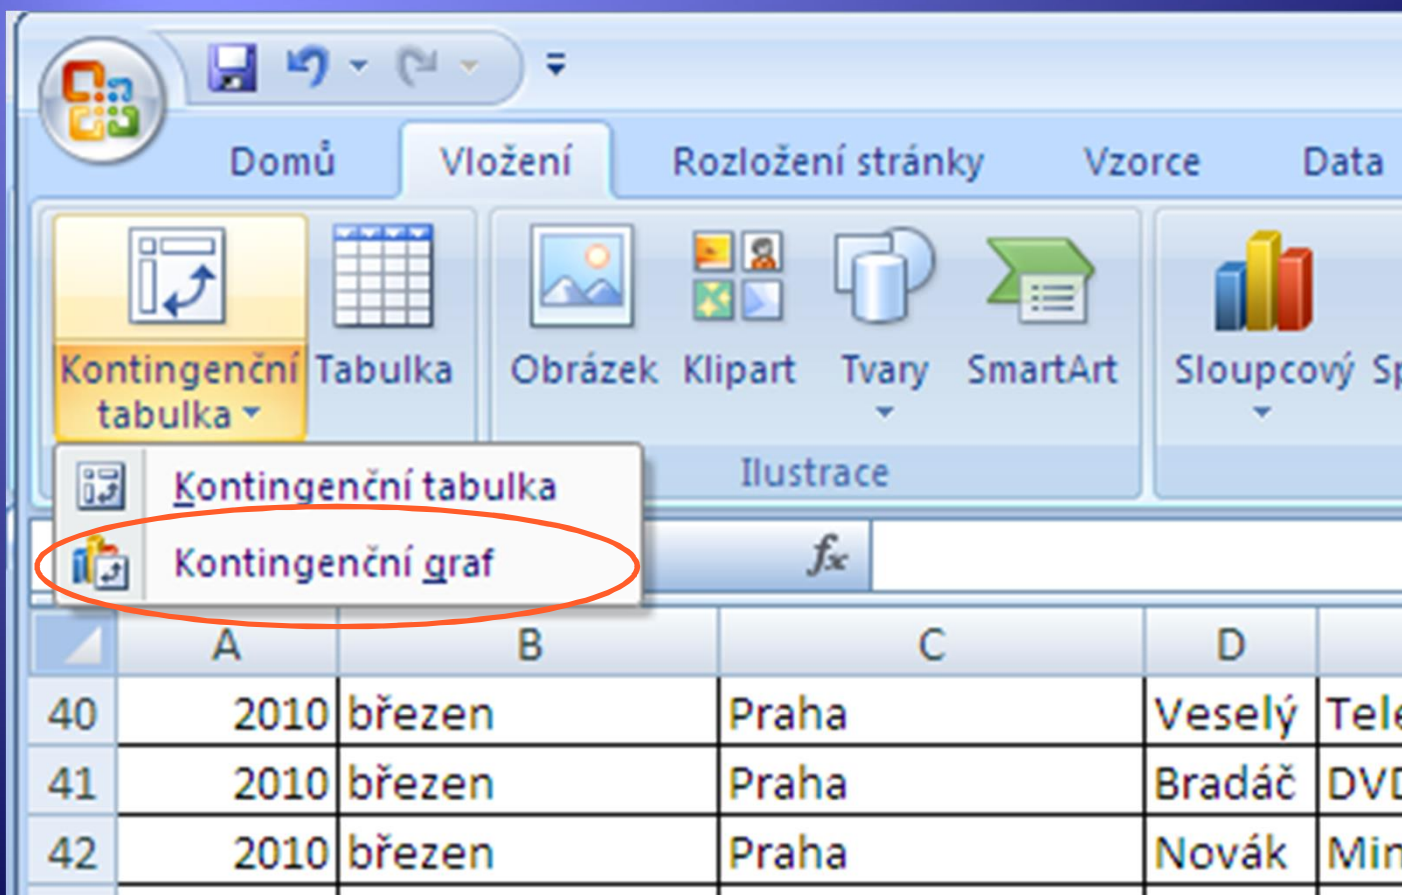 Domů Vložení Rozložení stránky Vzorce Data
Kontingenční tabulka Tabulka Obrázek Klipart Tvary SmartArt Sloupcový
Ilustrace
Kontingenční tabulka
Kontingenční graf
fx
A B C D
40 2010 březen Praha Veselý
41 2010 březen Praha Bradáč DVD
42 2010 březen Praha Novák